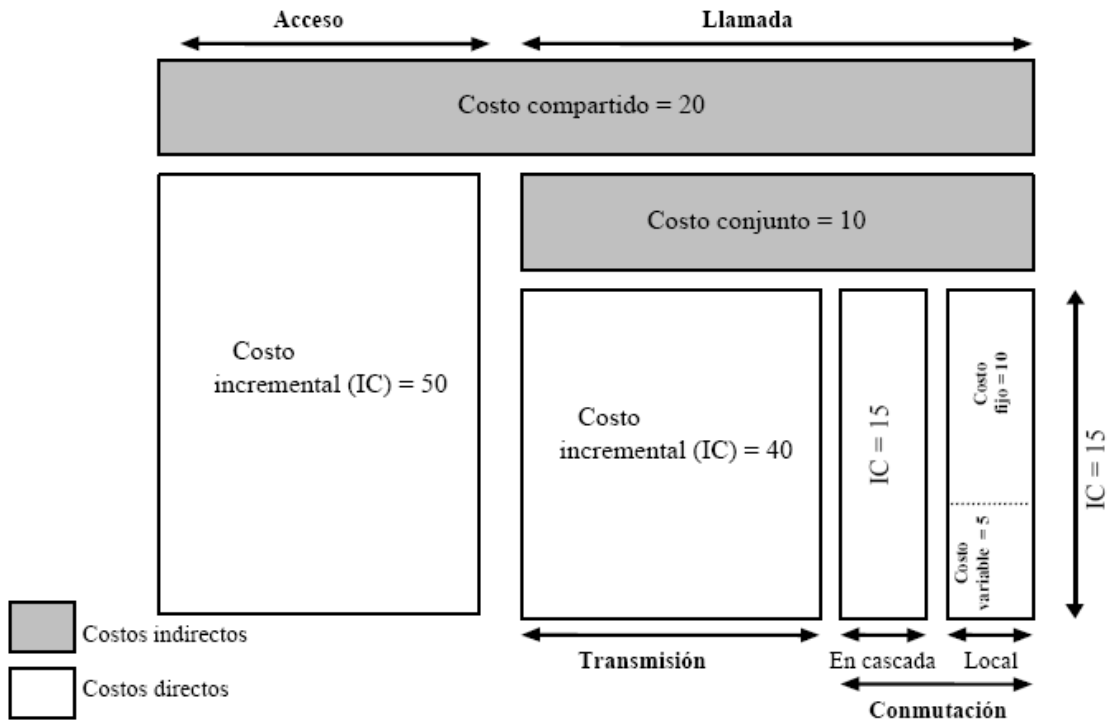 Acceso
Llamada
Costo compartido = 20
Costo conjunto = 10
Costo
incremental (IC) = 50
Costo
incremental (IC) = 40
IC = 15
Costo
fijo =10
Costo
variable = 5
IC = 15
Costos indirectos
Costos directos
Transmisión
En cascada
Local
Conmutación